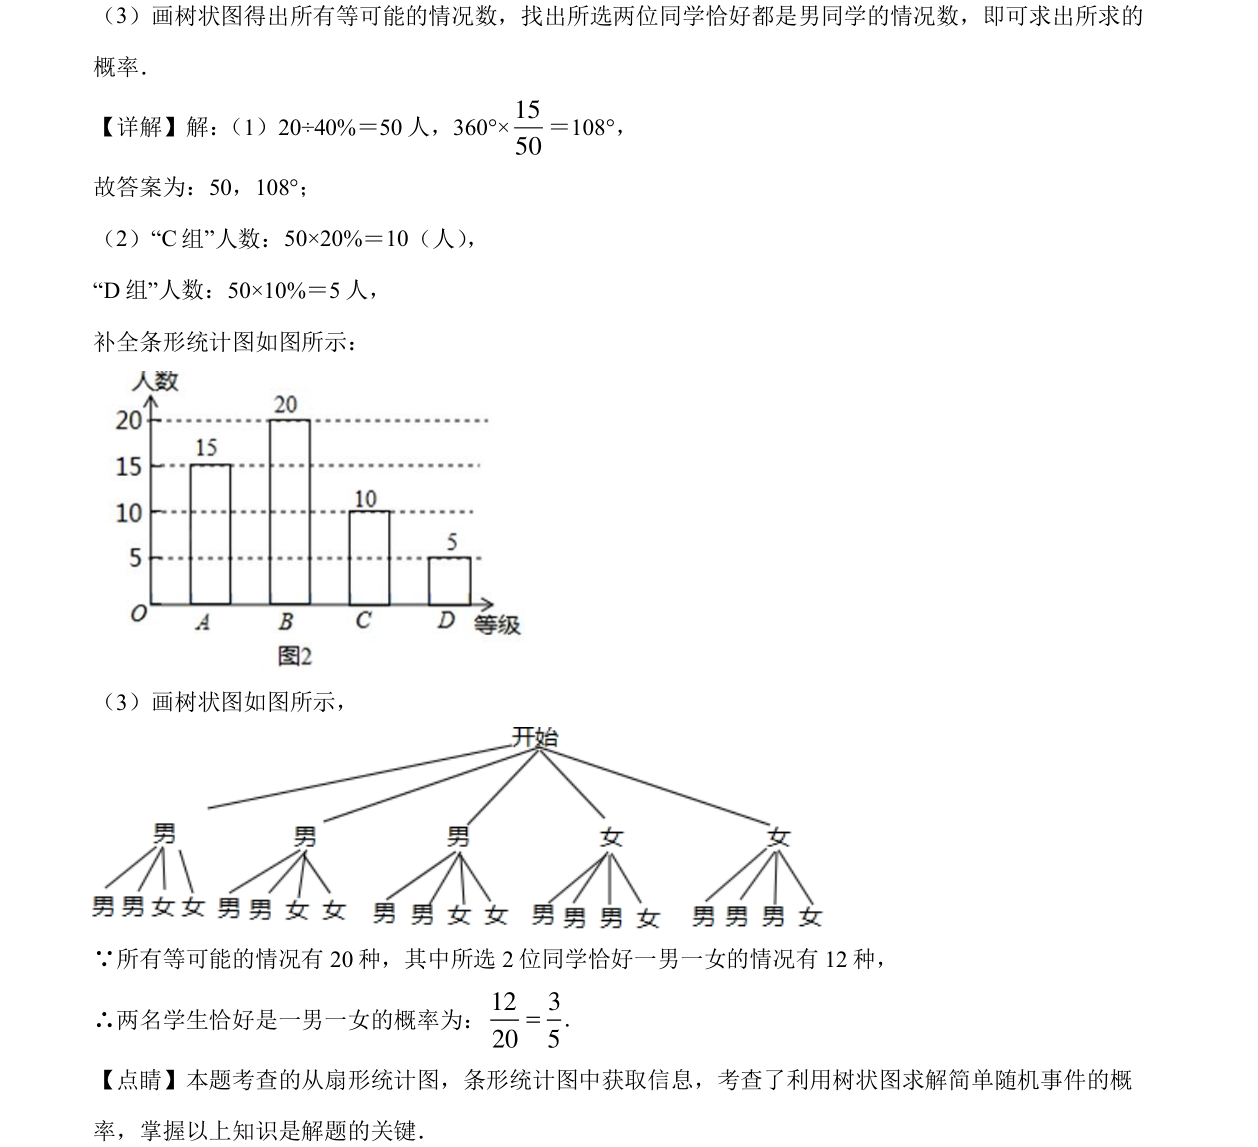 （3）画树状图得出所有等可能的情况数，找出所选两位同学恰好都是男同学的情况数，即可求出所求的
概率．
【详解】解：（1）20÷40%＝50 人，360°×15/50＝108°，
故答案为：50，108°；
（2）“C 组”人数：50×20%＝10（人），
“D 组”人数：50×10%＝5 人，
补全条形统计图如图所示：
人数
20
20
15
15
10
10
5
5
O A B C D 等级
图2
（3）画树状图如图所示，
开始
男 男 男 女 女
男 男 女 女 男 男 女 女 男 男 女 女 男 男 男 女 男 男 男 女
∵所有等可能的情况有 20 种，其中所选 2 位同学恰好一男一女的情况有 12 种，
∴两名学生恰好是一男一女的概率为：12/20=3/5.
【点睛】本题考查的从扇形统计图，条形统计图中获取信息，考查了利用树状图求解简单随机事件的概
率，掌握以上知识是解题的关键．